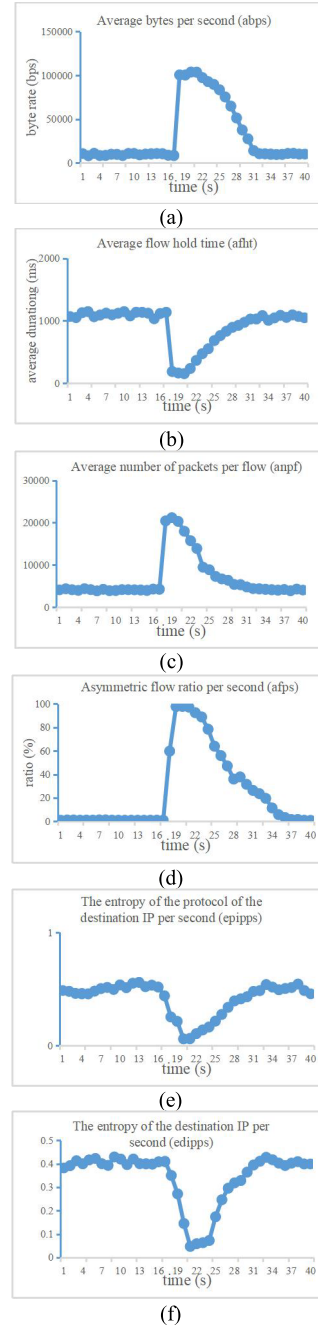 Average bytes per second (abps)
byte rate (bps)
150000
100000
50000
0
1 4 7 10 13 16 19 22 25 28 31 34 37 40
time (s)
(a)
Average flow hold time (afht)
average durationg (ms)
2000
1000
0
1 4 7 10 13 16 19 22 25 28 31 34 37 40
time (s)
(b)
Average number of packets per flow (anpf)
30000
20000
10000
0
1 4 7 10 13 16 19 22 25 28 31 34 37 40
time (s)
(c)
Asymmetric flow ratio per second (afps)
ratio (%)
100
80
60
40
20
0
1 4 7 10 13 16 19 22 25 28 31 34 37 40
time (s)
(d)
The entropy of the protocol of the
destination IP per second (epipps)
1
0
1 4 7 10 13 16 19 22 25 28 31 34 37 40
time (s)
(e)
The entropy of the destination IP per
second (edipps)
0.5
0.4
0.3
0.2
0.1
0
1 4 7 10 13 16 19 22 25 28 31 34 37 40
time (s)
(f)